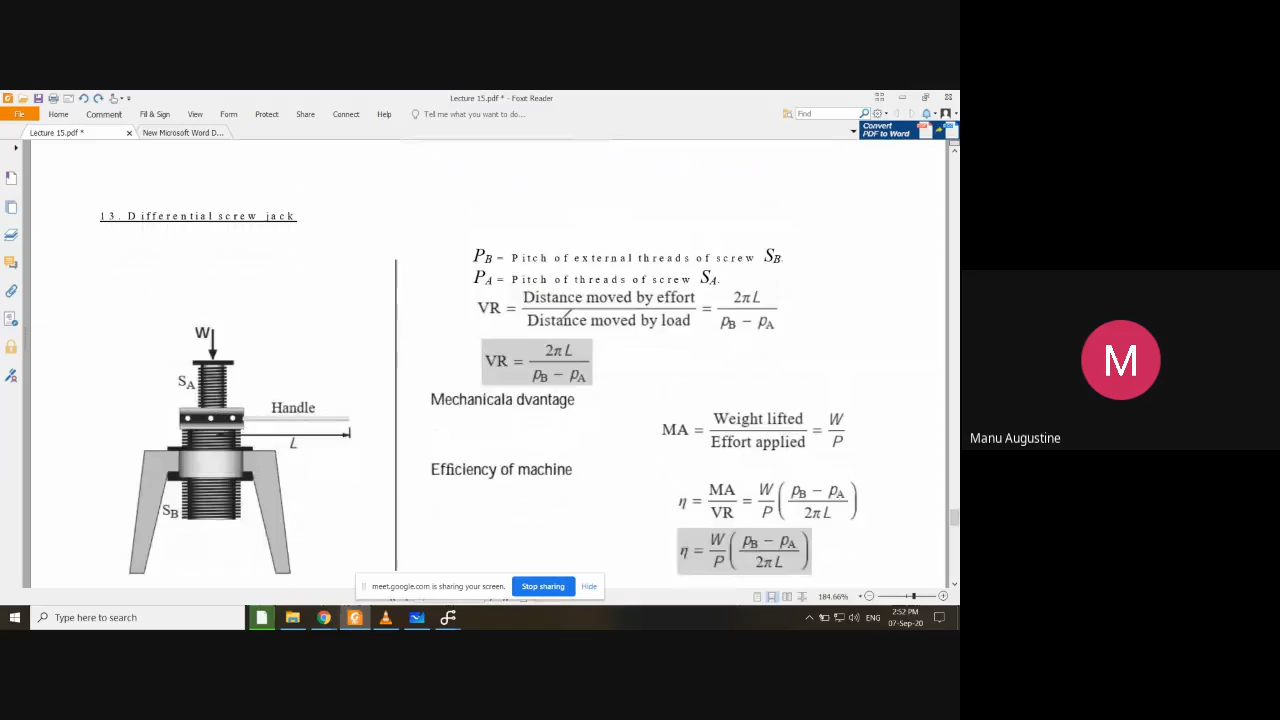 Lecture 15.pdf * - Foxit Reader
File Home Comment Fill & Sign View Form Protect Share Connect Help Tell me what you want to do... Find
Convert
PDF to Word
Lecture 15.pdf * New Microsoft Word D...
13. Differential screw jack
P_B = Pitch of external threads of screw S_B.
P_A = Pitch of threads of screw S_A.
VR = Distance moved by effort / Distance moved by load = 2πL / (p_B − p_A)
VR = 2πL / (p_B − p_A)
W
S_A
Handle
L
S_B
Mechanicala dvantage
MA = Weight lifted / Effort applied = W / P
Efficiency of machine
η = MA / VR = W / P ( (p_B − p_A) / 2πL )
η = W / P ( (p_B − p_A) / 2πL )
meet.google.com is sharing your screen. Stop sharing Hide
184.66%
Type here to search
ENG
2:52 PM
07-Sep-20
M
Manu Augustine